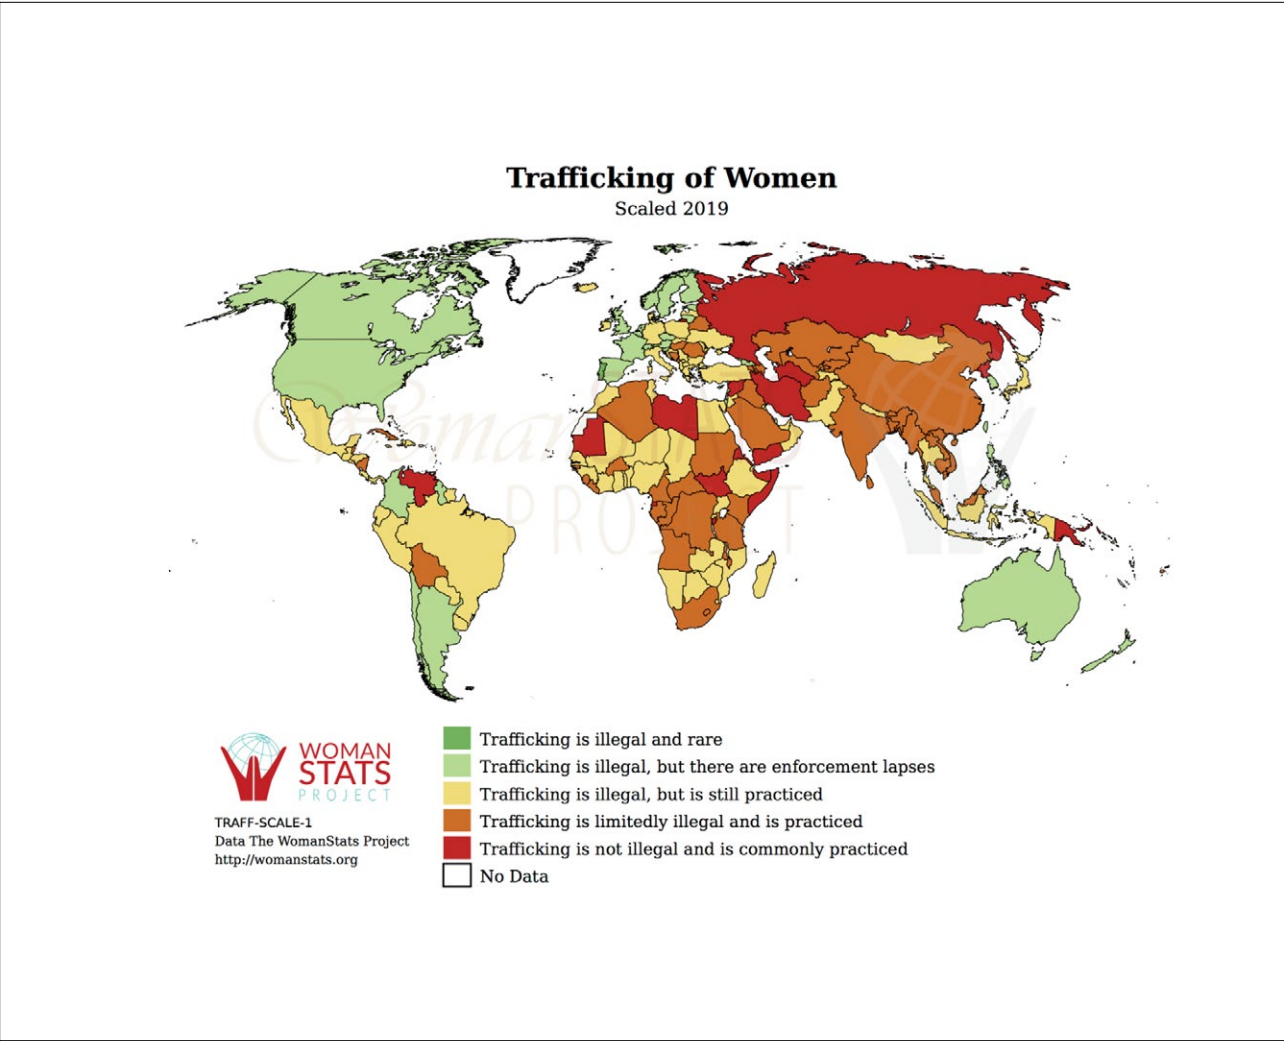 Trafficking of Women
Scaled 2019
WomanSTATS
PROJECT
WOMAN
STATS
PROJECT
TRAFF-SCALE-1
Data The WomanStats Project
http://womanstats.org
Trafficking is illegal and rare
Trafficking is illegal, but there are enforcement lapses
Trafficking is illegal, but is still practiced
Trafficking is limitedly illegal and is practiced
Trafficking is not illegal and is commonly practiced
No Data